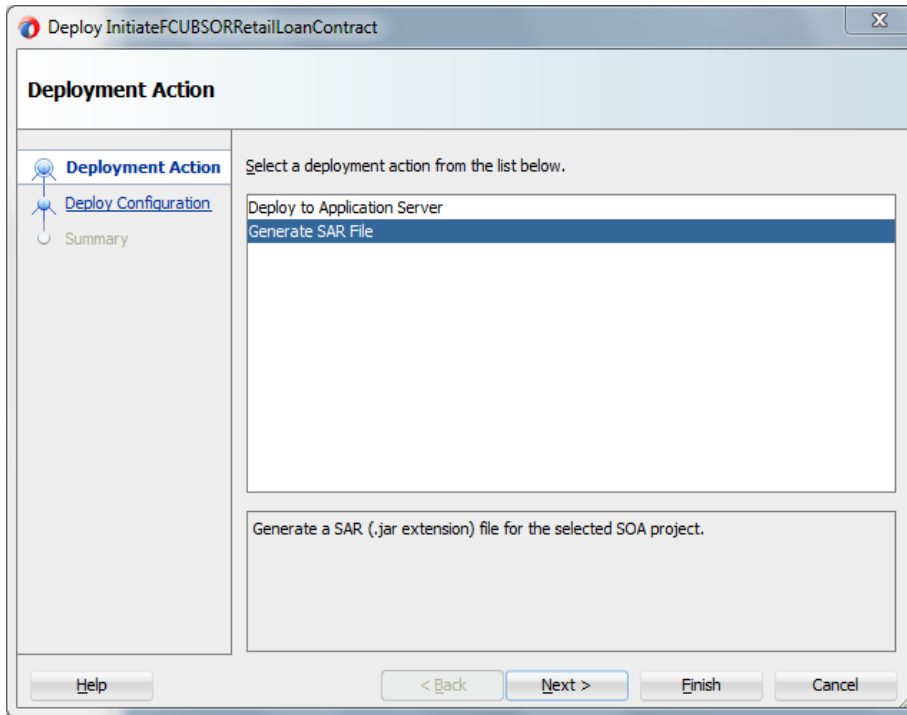 Deploy InitiateFCUBSORRetailLoanContract
Deployment Action
Deployment Action
Deploy Configuration
Summary
Select a deployment action from the list below.
Deploy to Application Server
Generate SAR File
Generate a SAR (.jar extension) file for the selected SOA project.
Help
< Back
Next >
Finish
Cancel